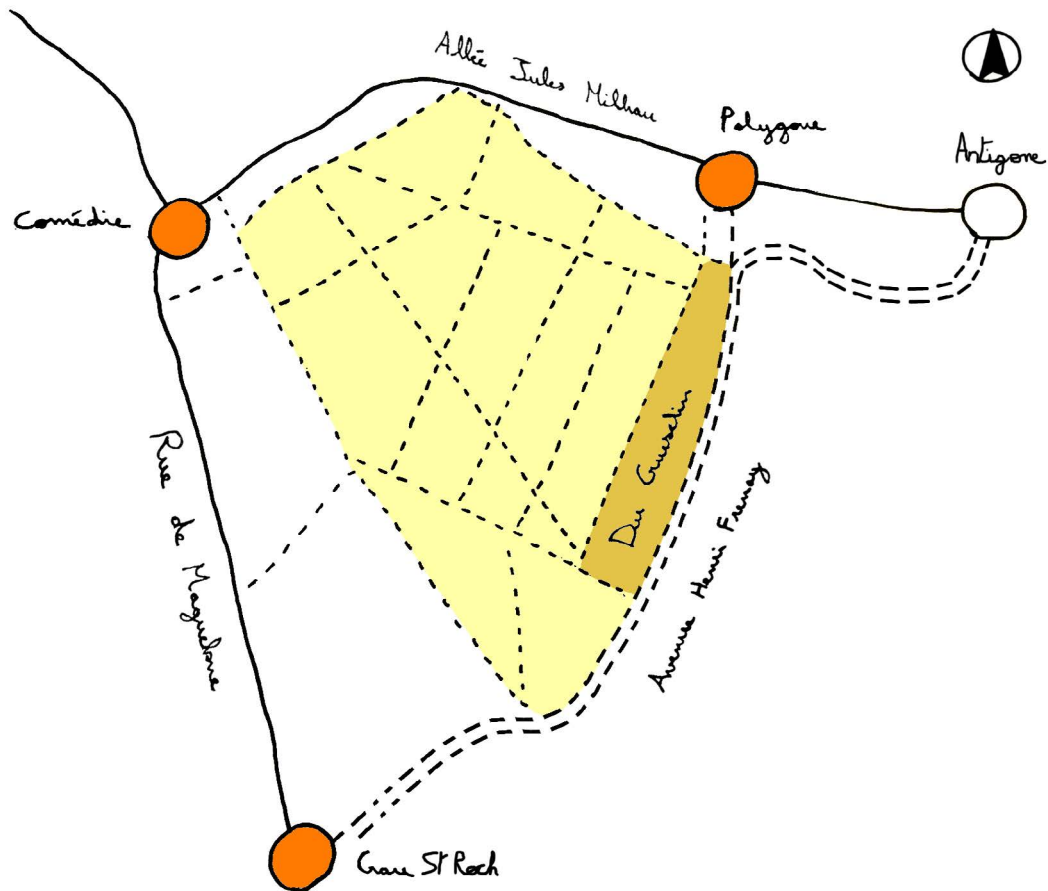 Allée Jules Milhau
Polygone
Antigone
Comédie
Rue de Maguelone
Du Guesclin
Avenue Henri Frenay
Gare St Roch